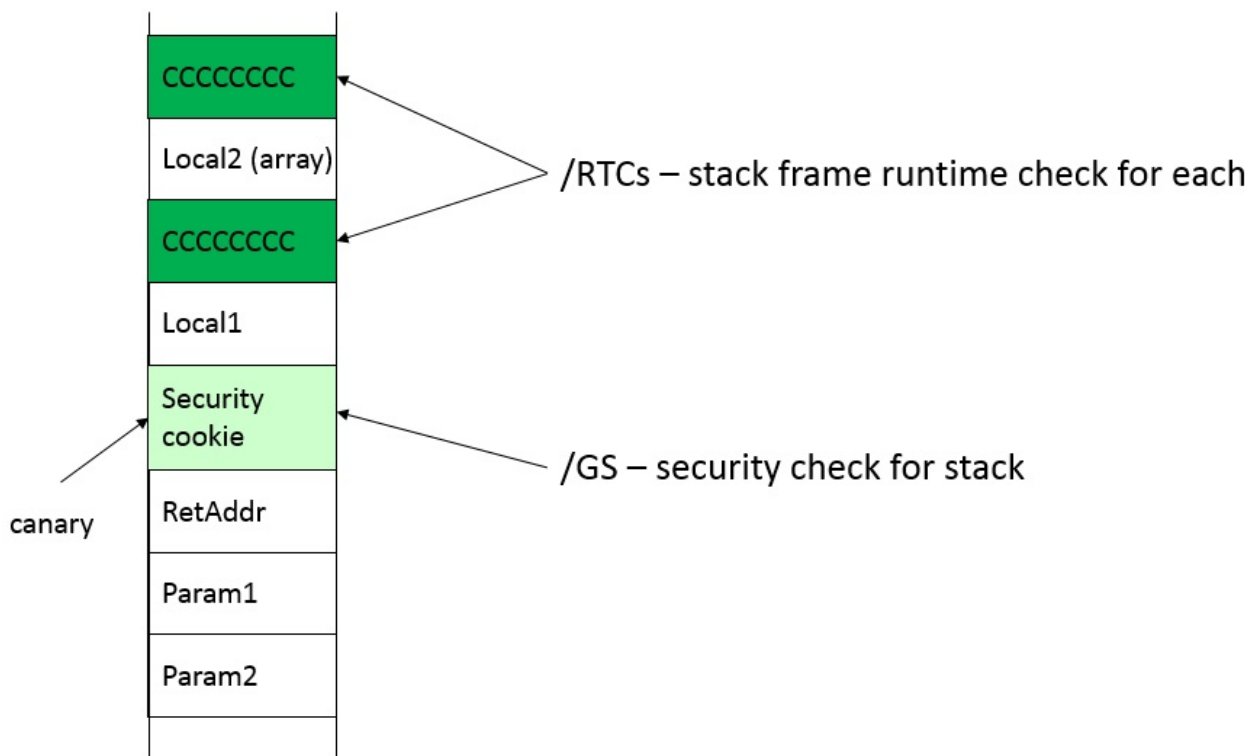 CCCCCCCC
Local2 (array)
/RTCs – stack frame runtime check for each
CCCCCCCC
Local1
Security
cookie
/GS – security check for stack
canary
RetAddr
Param1
Param2